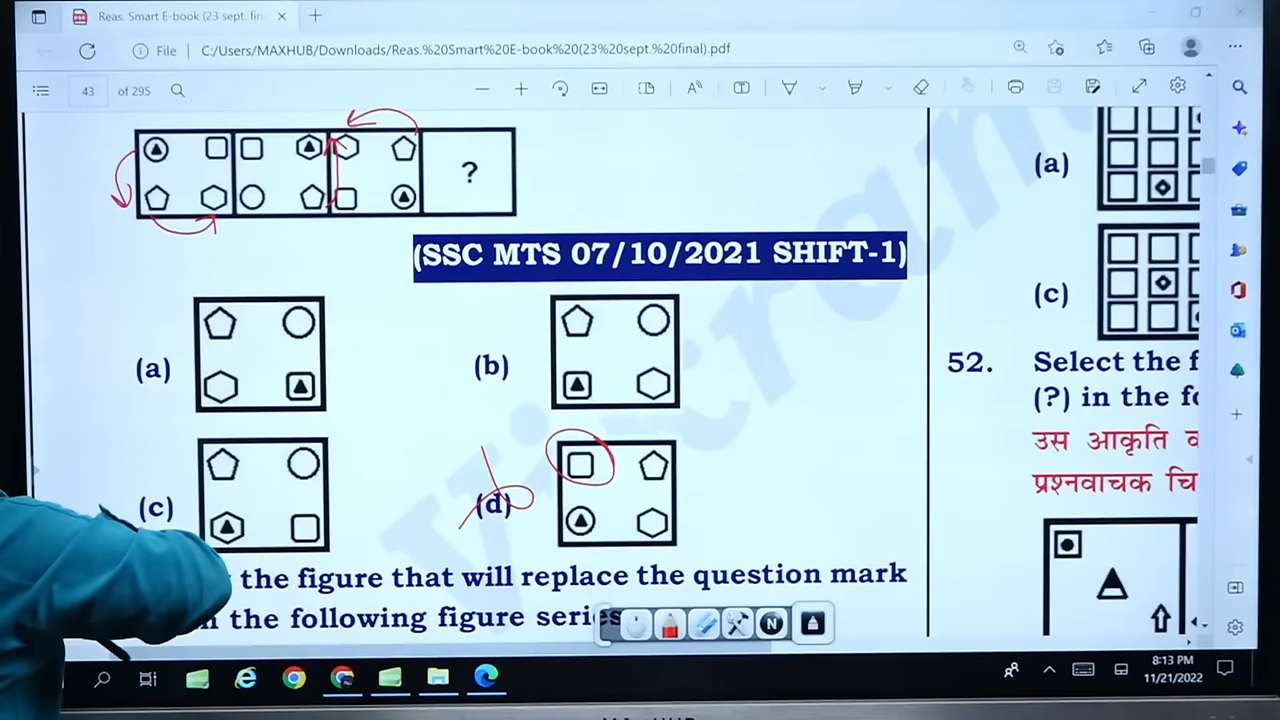 Reas. Smart E-book (23 sept. fin
File
C:/Users/MAXHUB/Downloads/Reas.%20Smart%20E-book%20(23%20sept.%20final).pdf
43 of 295
?
(SSC MTS 07/10/2021 SHIFT-1)
(a)
(b)
(c)
(d)
the figure that will replace the question mark
the following figure series
(a)
(c)
52. Select the f
(?) in the fo
उस आकृति
प्रश्नवाचक चि
Vikram
N
8:13 PM
11/21/2022